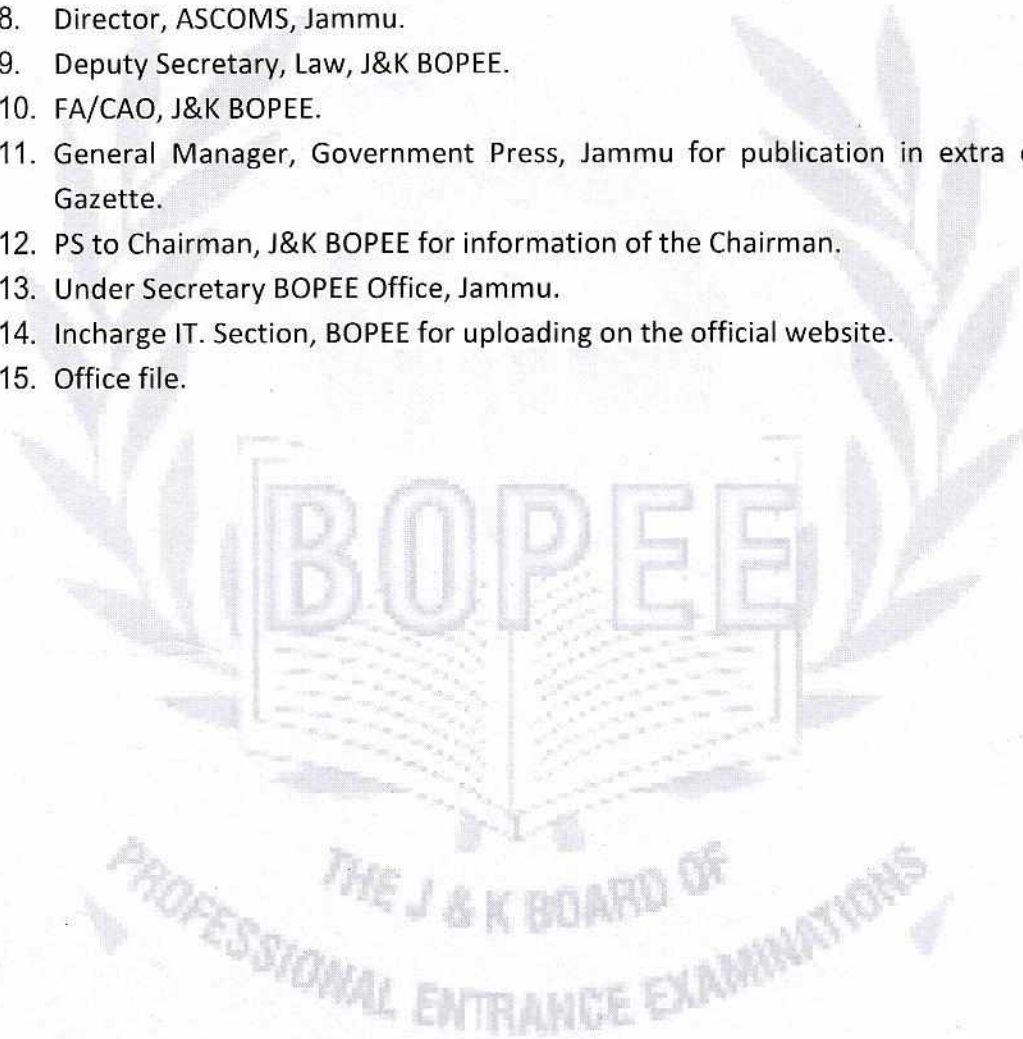 8. Director, ASCOMS, Jammu.
9. Deputy Secretary, Law, J&K BOPEE.
10. FA/CAO, J&K BOPEE.
11. General Manager, Government Press, Jammu for publication in extra
Gazette.
12. PS to Chairman, J&K BOPEE for information of the Chairman.
13. Under Secretary BOPEE Office, Jammu.
14. Incharge IT. Section, BOPEE for uploading on the official website.
15. Office file.
BOPEE
THE J & K BOARD OF
PROFESSIONAL ENTRANCE EXAMINATIONS